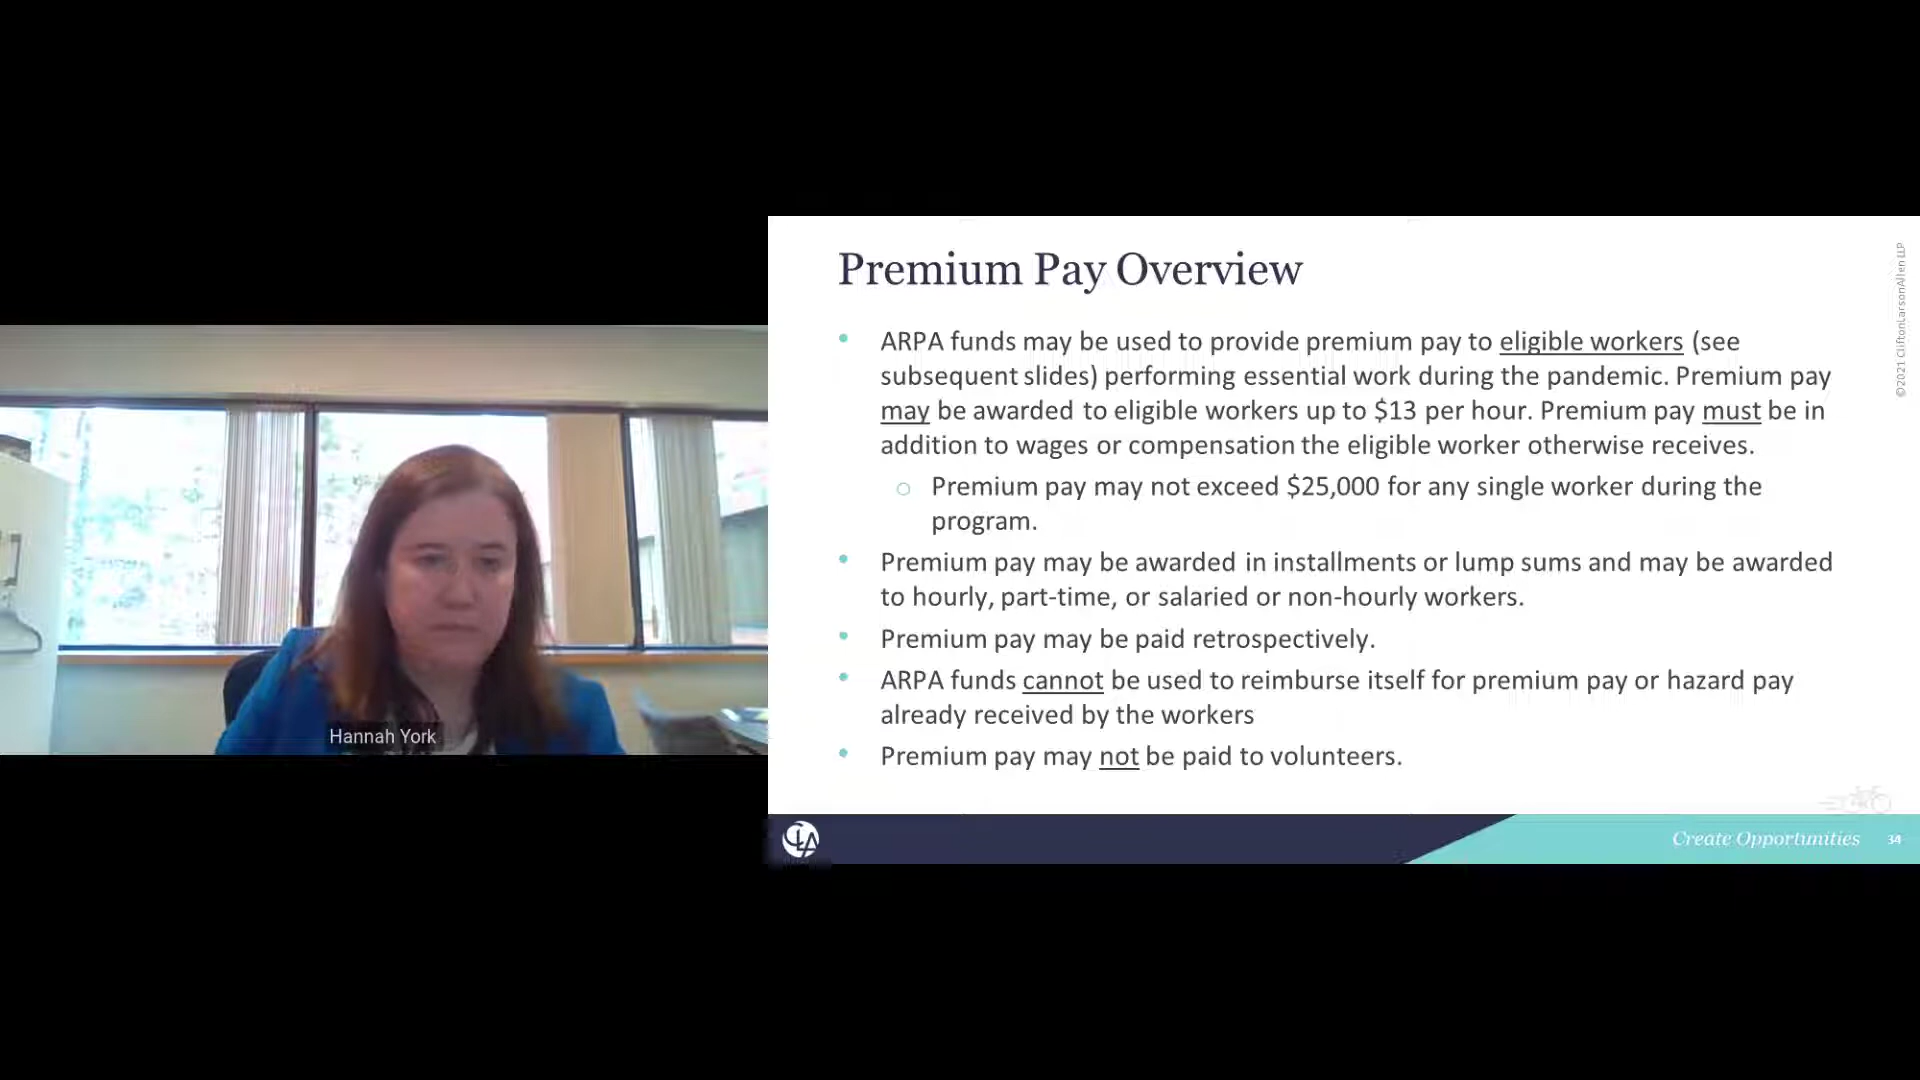 Hannah York
Premium Pay Overview
• ARPA funds may be used to provide premium pay to eligible workers (see
subsequent slides) performing essential work during the pandemic. Premium pay
may be awarded to eligible workers up to $13 per hour. Premium pay must be in
addition to wages or compensation the eligible worker otherwise receives.
o Premium pay may not exceed $25,000 for any single worker during the
program.
• Premium pay may be awarded in installments or lump sums and may be awarded
to hourly, part-time, or salaried or non-hourly workers.
• Premium pay may be paid retrospectively.
• ARPA funds cannot be used to reimburse itself for premium pay or hazard pay
already received by the workers
• Premium pay may not be paid to volunteers.
©2021 CliftonLarsonAllen LLP
CLA
Create Opportunities 34